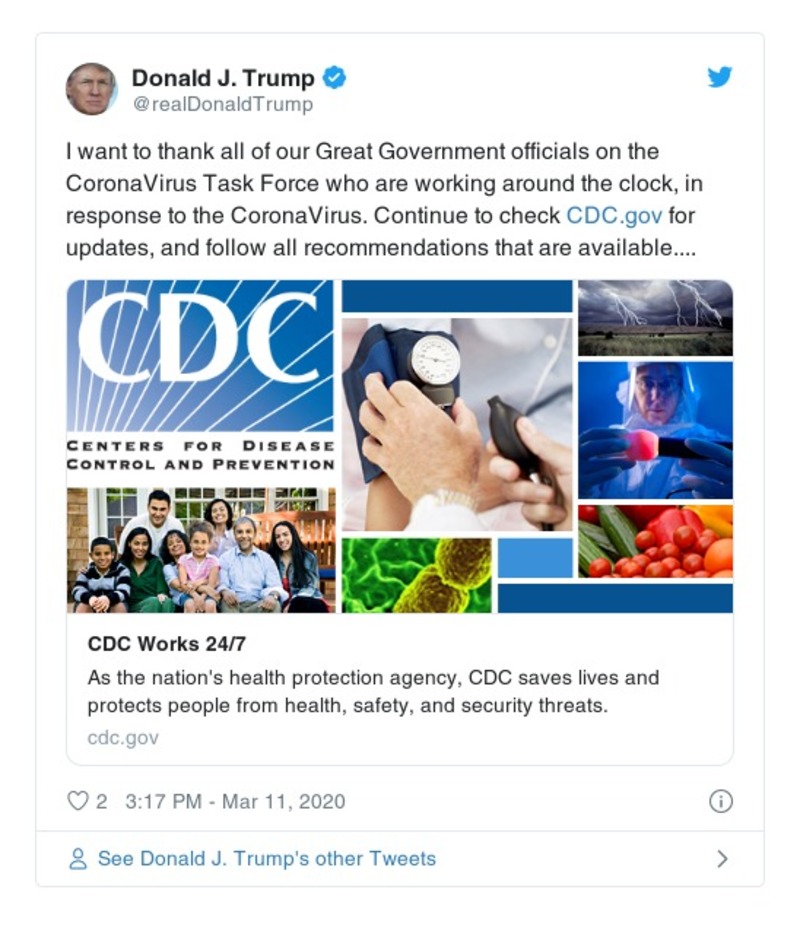 Donald J. Trump
@realDonaldTrump
I want to thank all of our Great Government officials on the
CoronaVirus Task Force who are working around the clock, in
response to the CoronaVirus. Continue to check CDC.gov for
updates, and follow all recommendations that are available....
CDC
CENTERS FOR DISEASE
CONTROL AND PREVENTION
CDC Works 24/7
As the nation's health protection agency, CDC saves lives and
protects people from health, safety, and security threats.
cdc.gov
2 3:17 PM - Mar 11, 2020
See Donald J. Trump's other Tweets